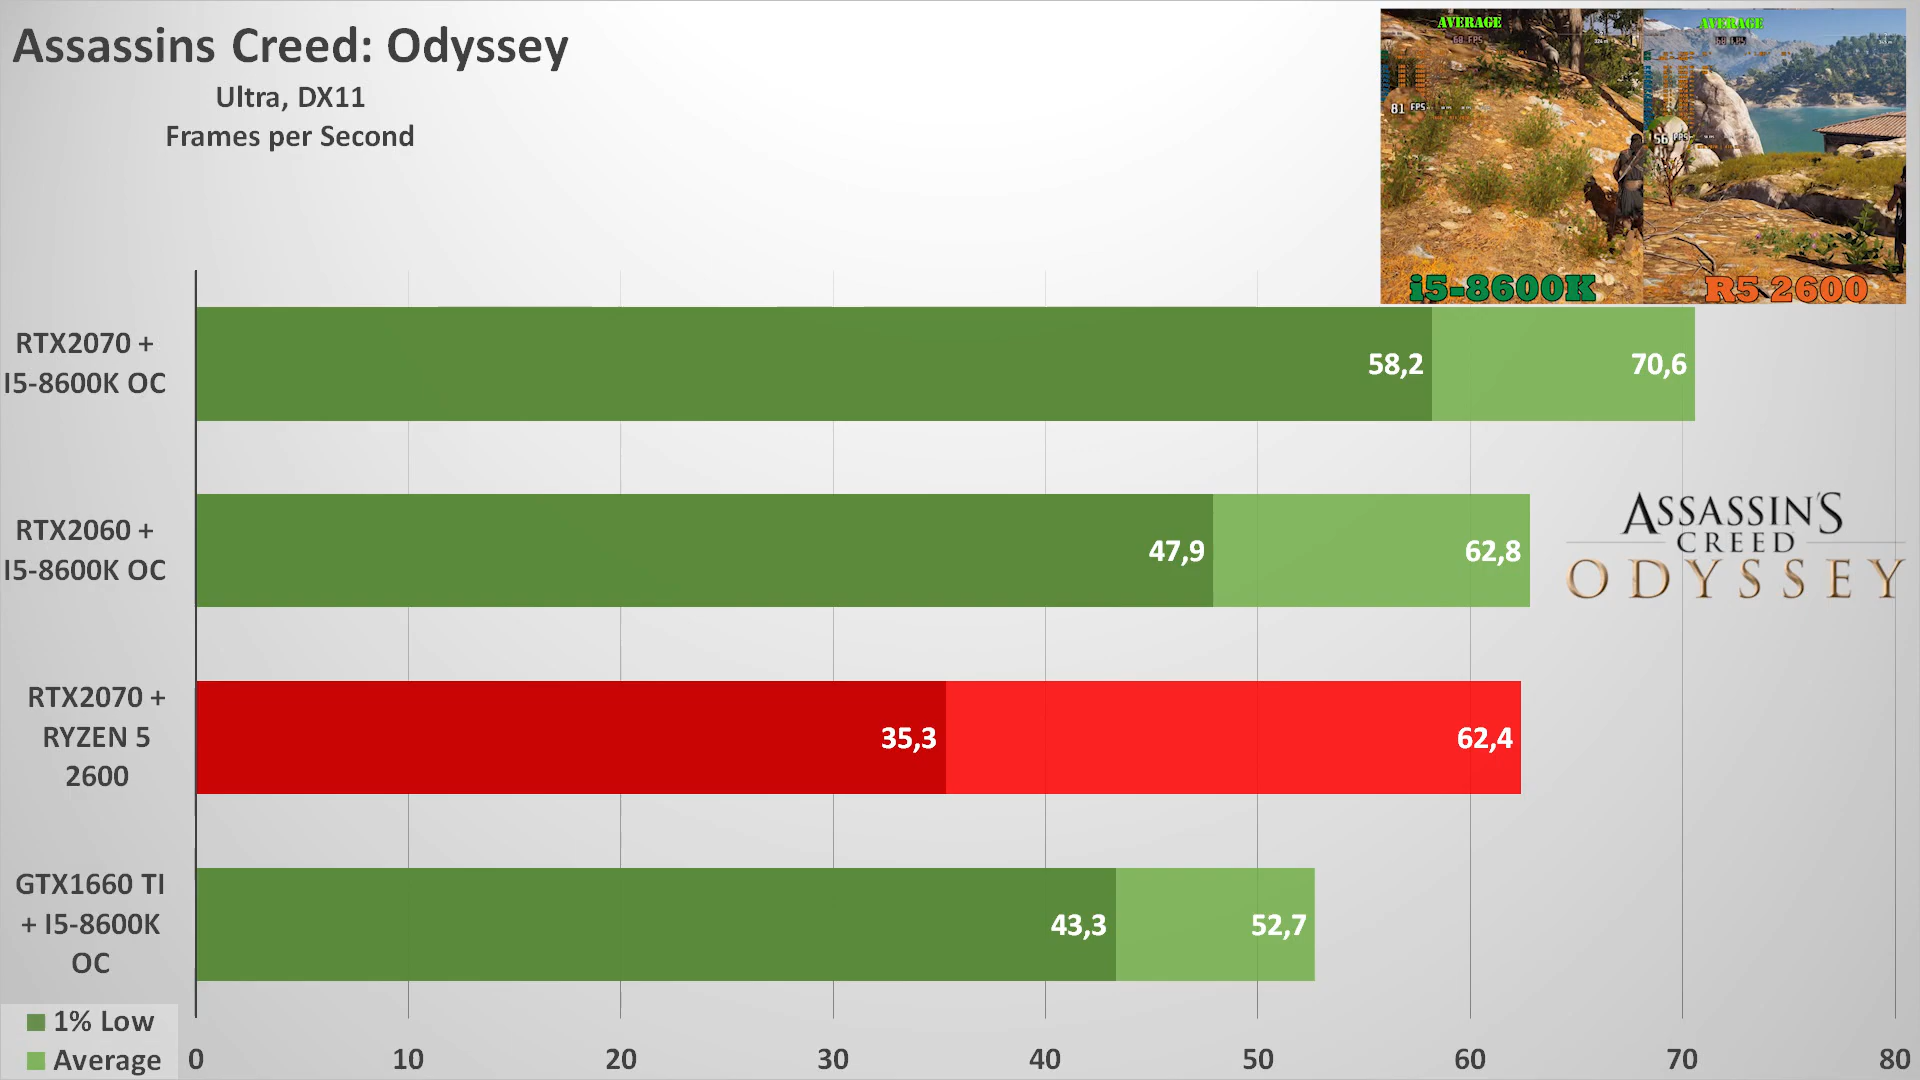 Assassins Creed: Odyssey
Ultra, DX11
Frames per Second
AVERAGE
AVERAGE
81 FPS
56 FPS
i5-8600K
R5 2600
RTX2070 +
I5-8600K OC
58,2
70,6
RTX2060 +
I5-8600K OC
47,9
62,8
ASSASSIN'S
CREED
ODYSSEY
RTX2070 +
RYZEN 5
2600
35,3
62,4
GTX1660 TI
+ I5-8600K
OC
43,3
52,7
1% Low
Average
0 10 20 30 40 50 60 70 80